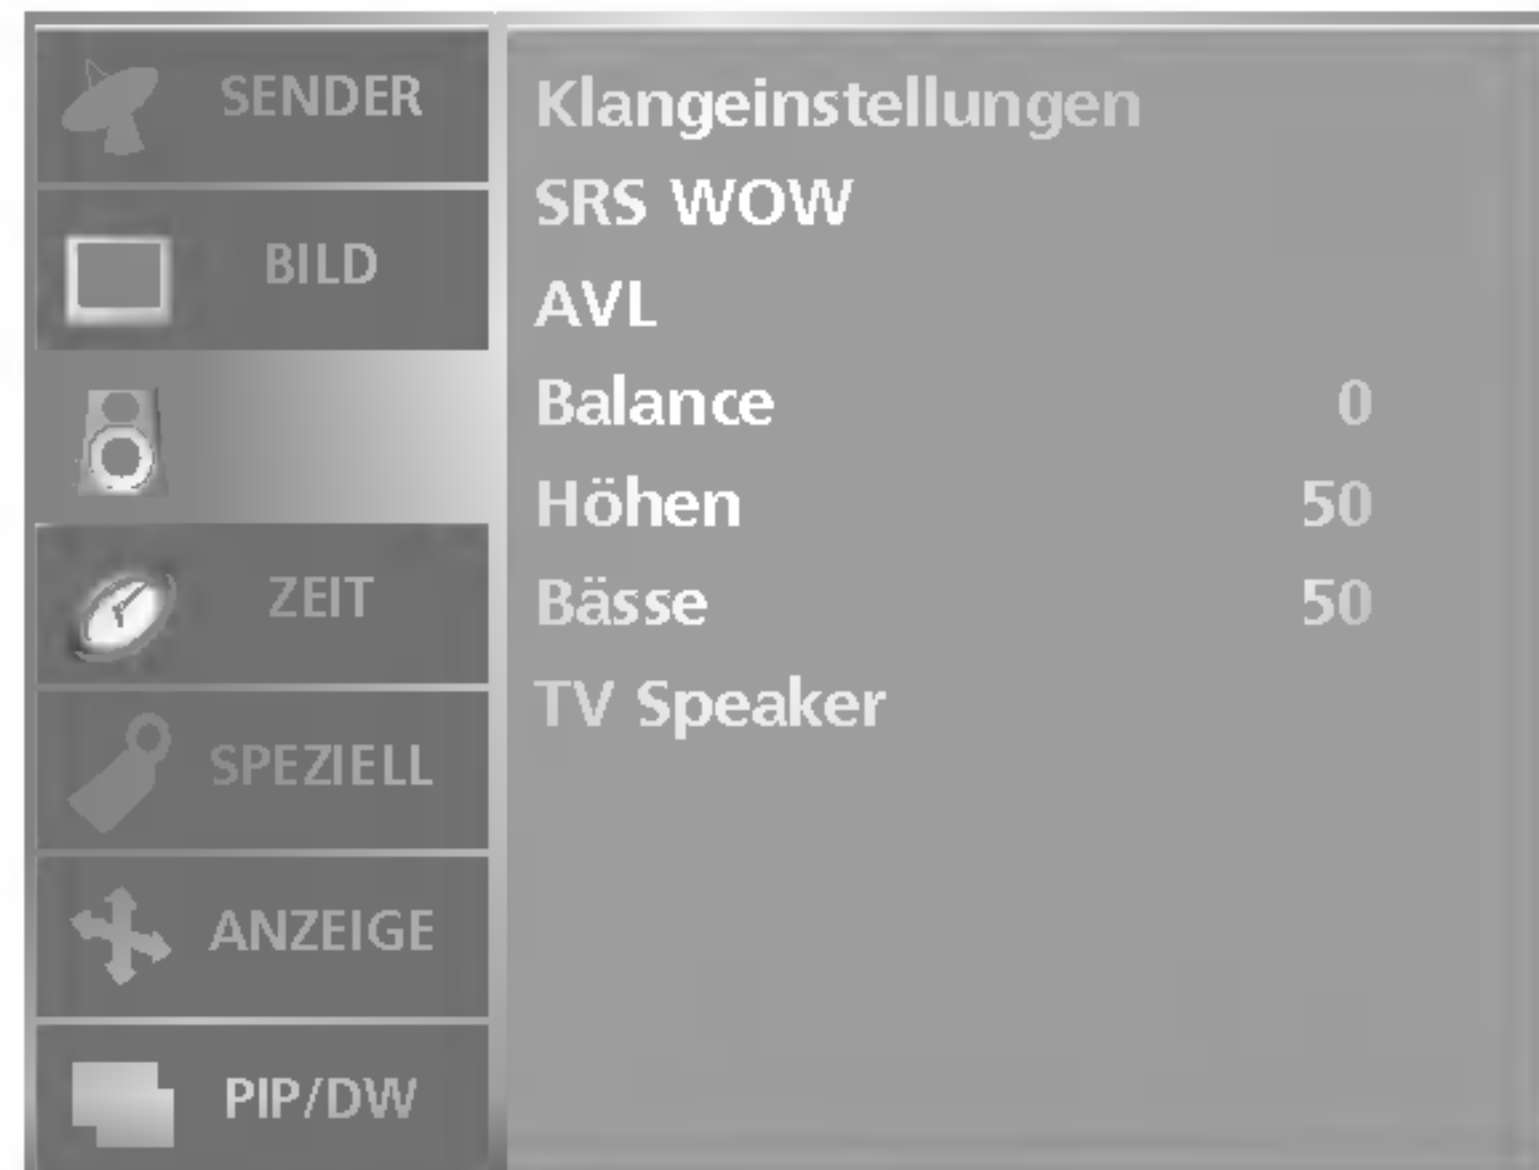 SENDER
BILD
ZEIT
SPEZIELL
ANZEIGE
PIP/DW
Klangeinstellungen
SRS WOW
AVL
Balance 0
Höhen 50
Bässe 50
TV Speaker